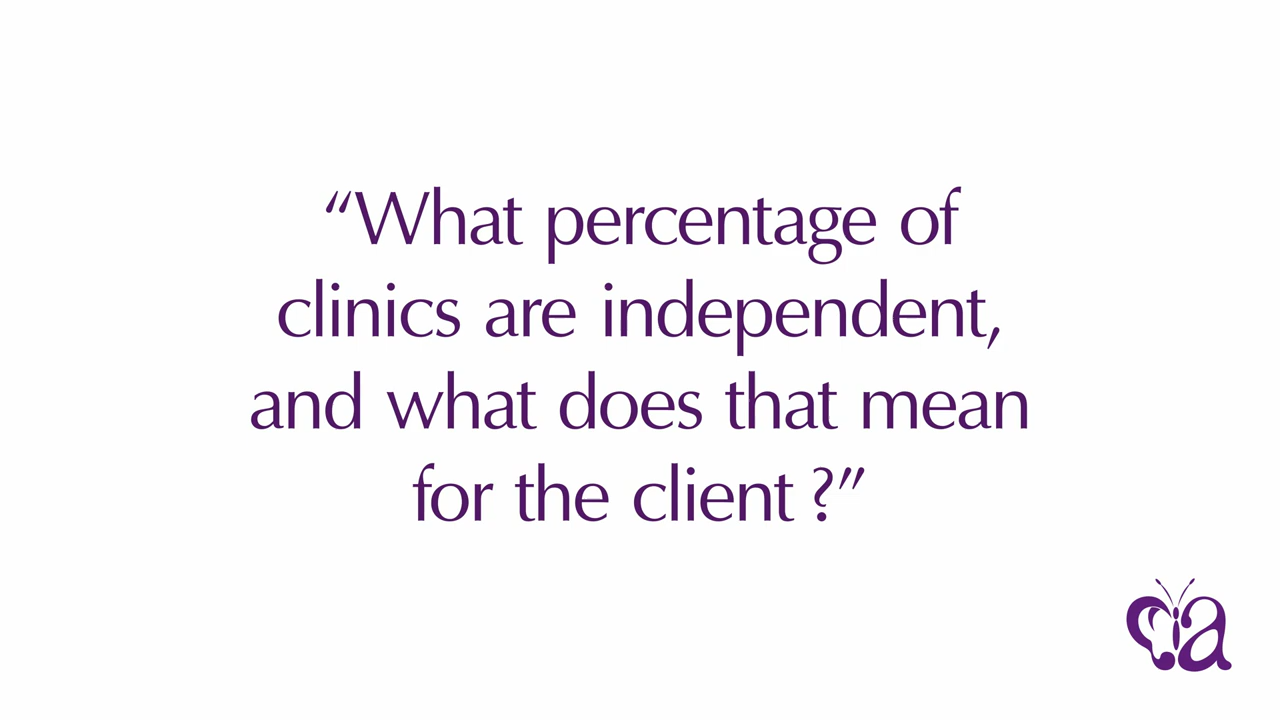 “What percentage of
clinics are independent,
and what does that mean
for the client ?”